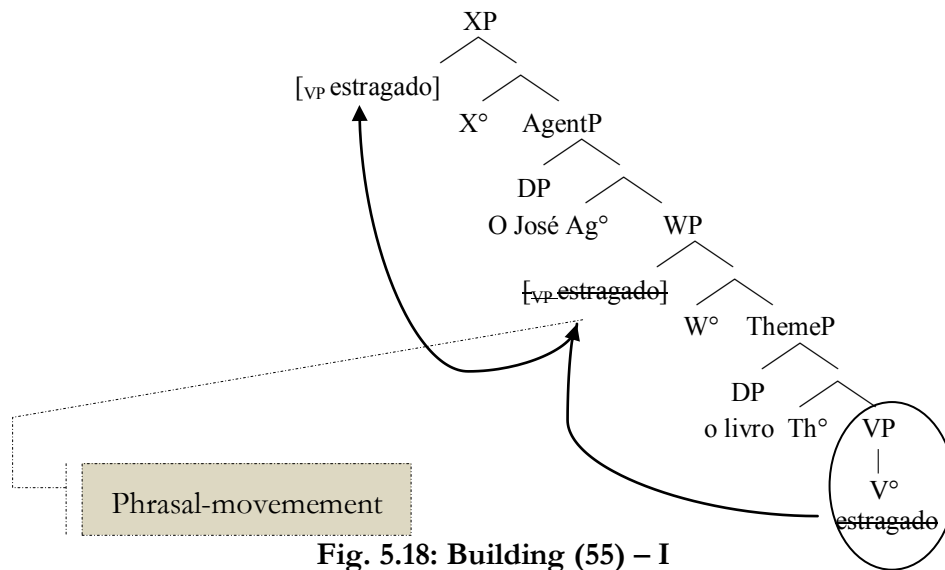 XP
[VP estragado]
X° AgentP
DP
O José Ag° WP
[VP estragado]
W° ThemeP
DP
o livro Th° VP
V°
estragado
Phrasal-movemement
Fig. 5.18: Building (55) – I